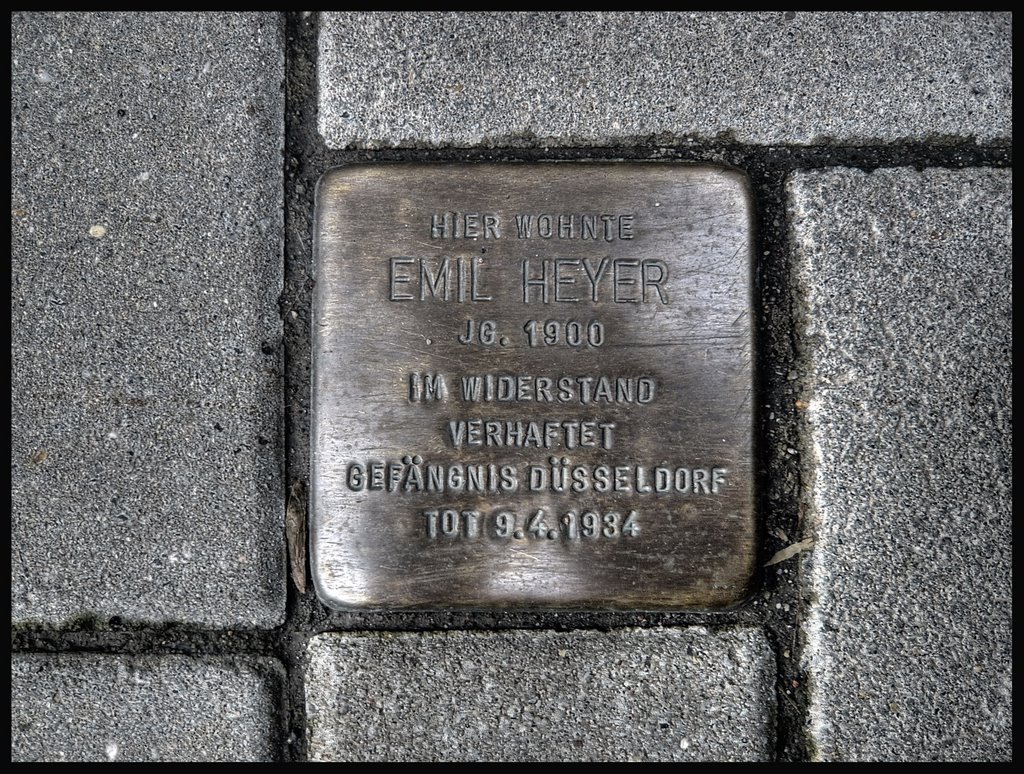 HIER WOHNTE
EMIL HEYER
JG. 1900
IM WIDERSTAND
VERHAFTET
GEFÄNGNIS DÜSSELDORF
TOT 9.4.1934